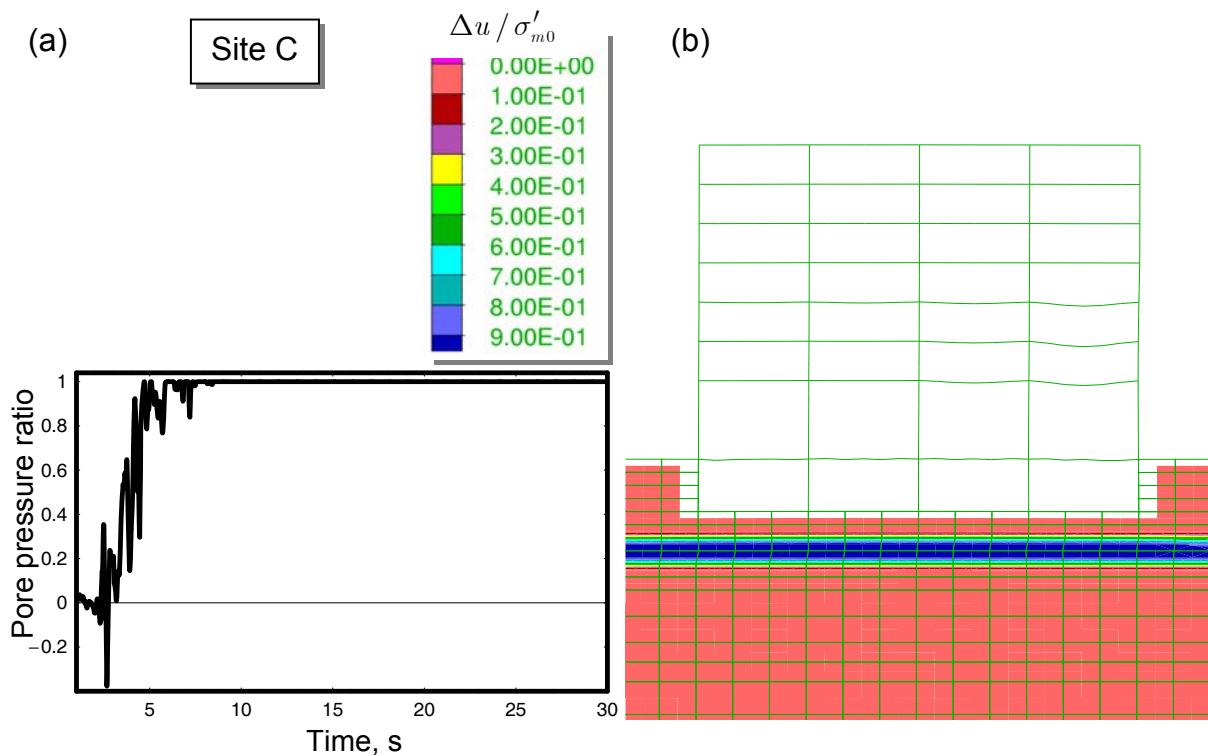 (a)
Site C
Δu / σ′m0
0.00E+00
1.00E-01
2.00E-01
3.00E-01
4.00E-01
5.00E-01
6.00E-01
7.00E-01
8.00E-01
9.00E-01
(b)
Pore pressure ratio
1
0.8
0.6
0.4
0.2
0
−0.2
5 10 15 20 25 30
Time, s